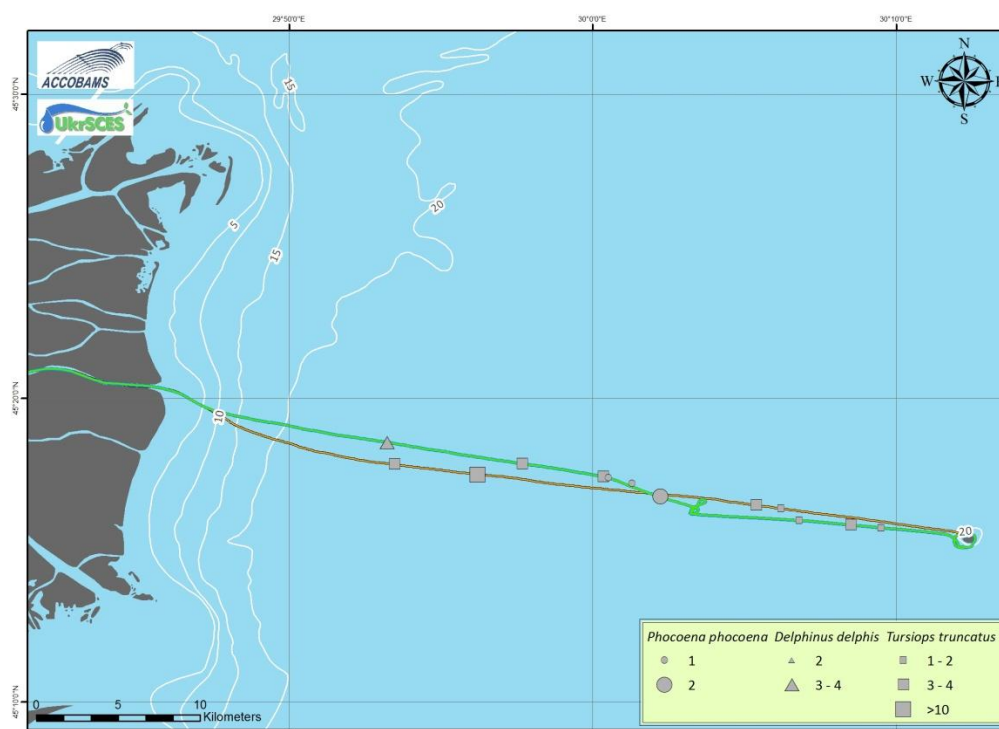 29°50'0"E
30°0'0"E
30°10'0"E
ACCOBAMS
UkrSCES
N
W
E
S
45°30'0"N
45°20'0"N
45°10'0"N
15
20
5
15
10
20
Phocoena phocoena
1
2
Delphinus delphis
2
3 - 4
Tursiops truncatus
1 - 2
3 - 4
>10
0 5 10
Kilometers